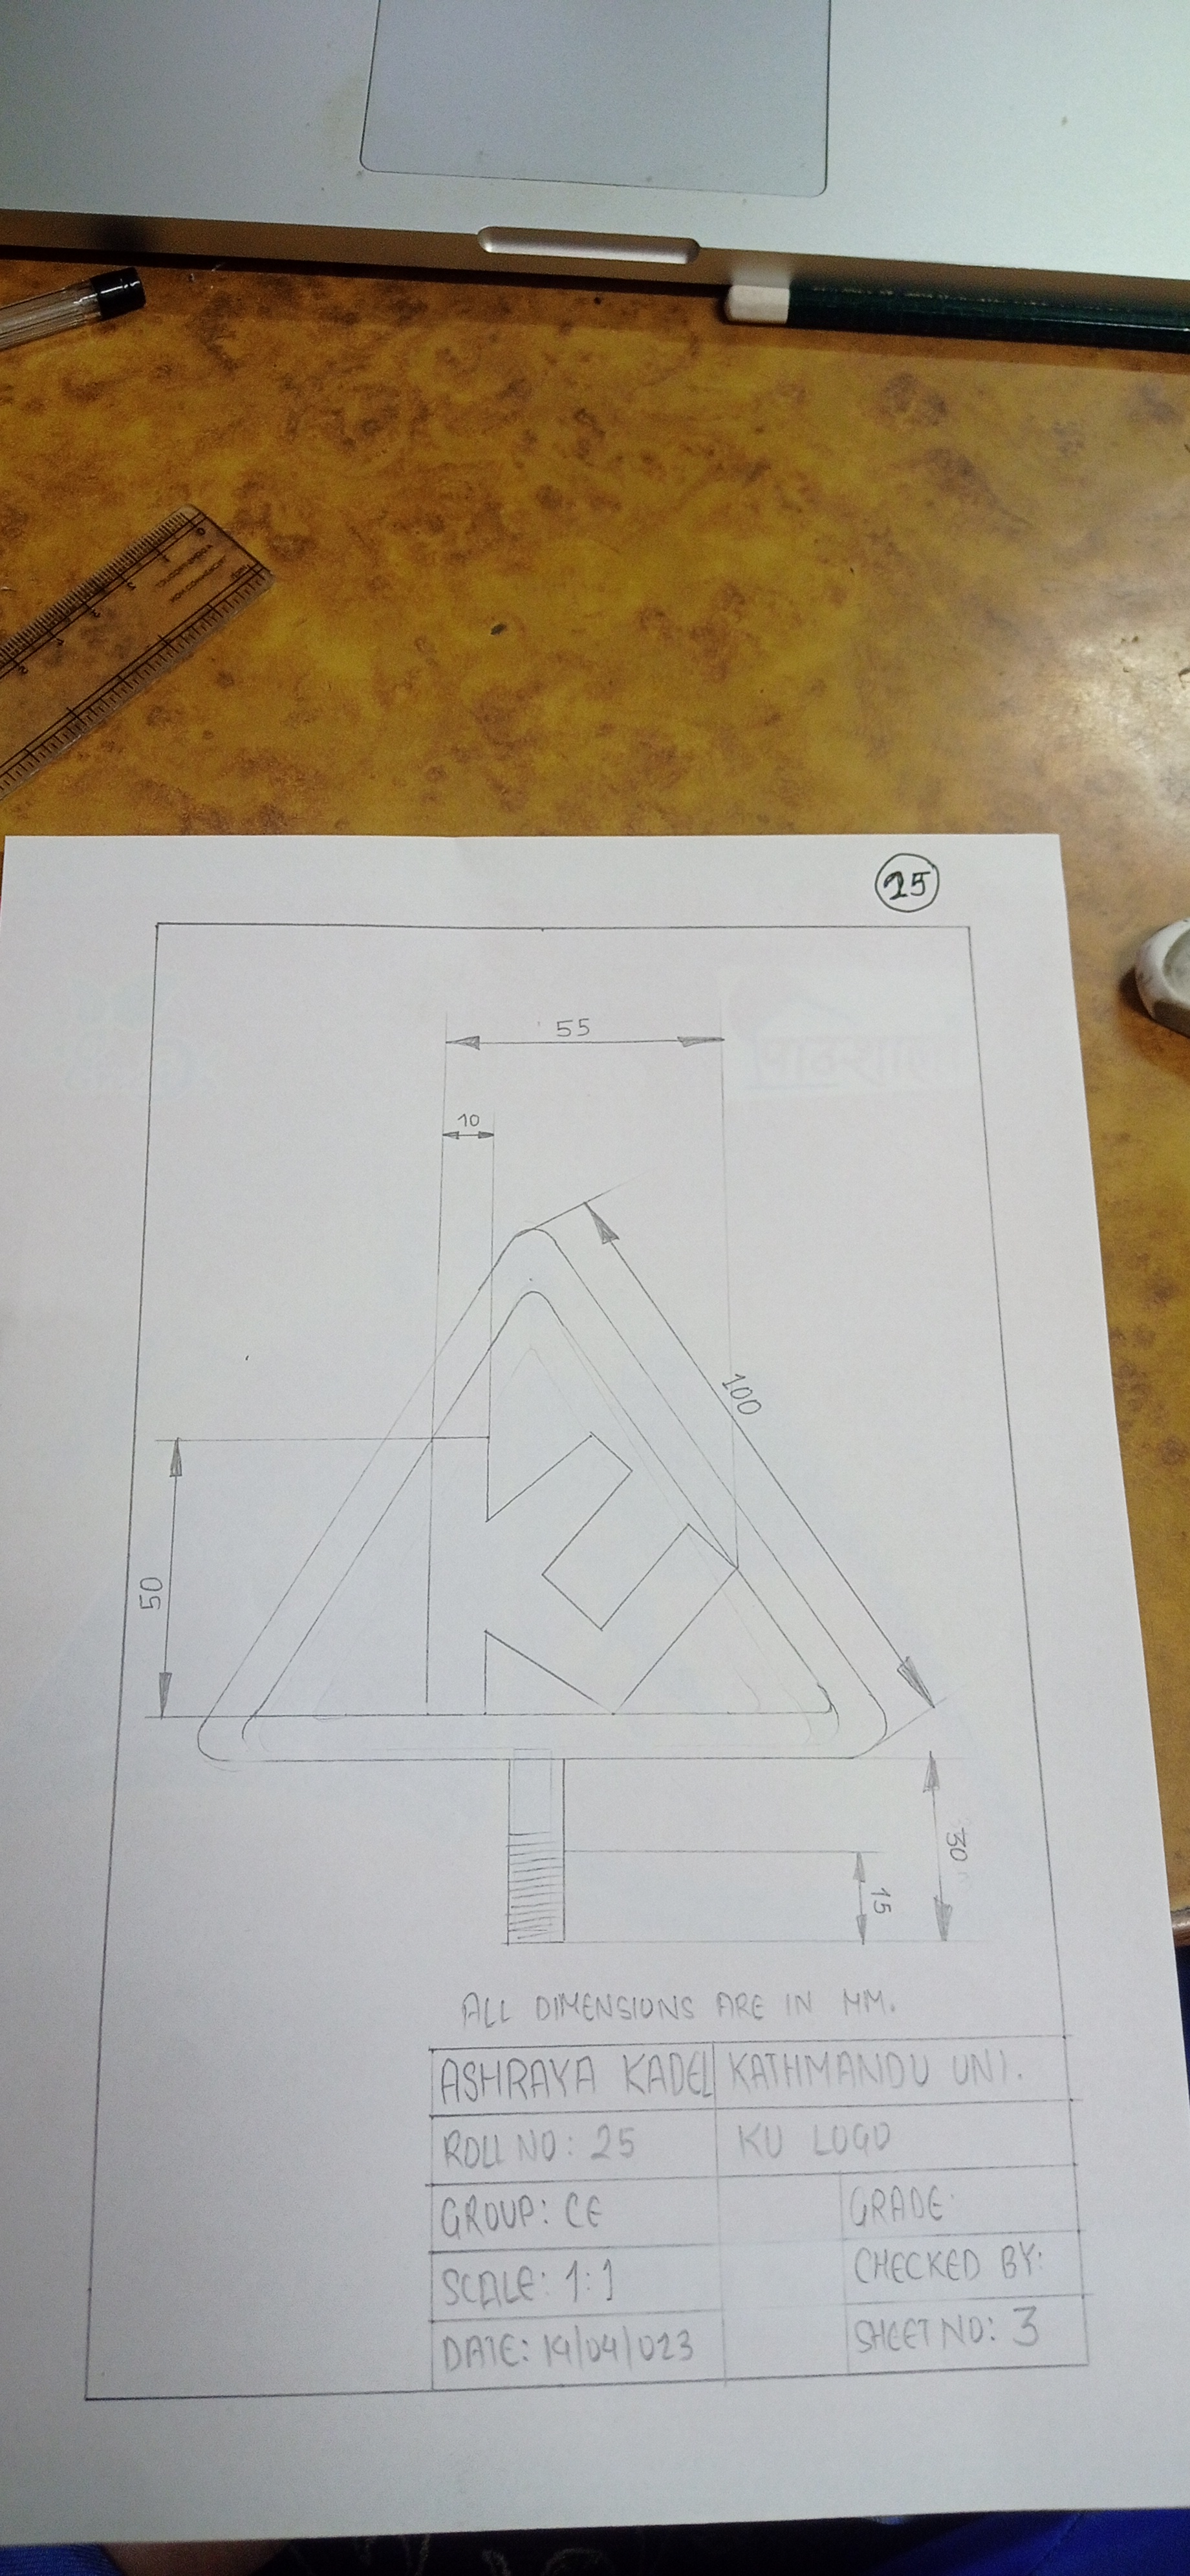 25
55
10
100
50
30
15
ALL DIMENSIONS ARE IN MM.
ASHRAYA KADEL KATHMANDU UNI.
ROLL NO: 25 KU LOGO
GROUP: CE GRADE:
SCALE: 1:1 CHECKED BY:
DATE: 14/04/023 SHEET NO: 3